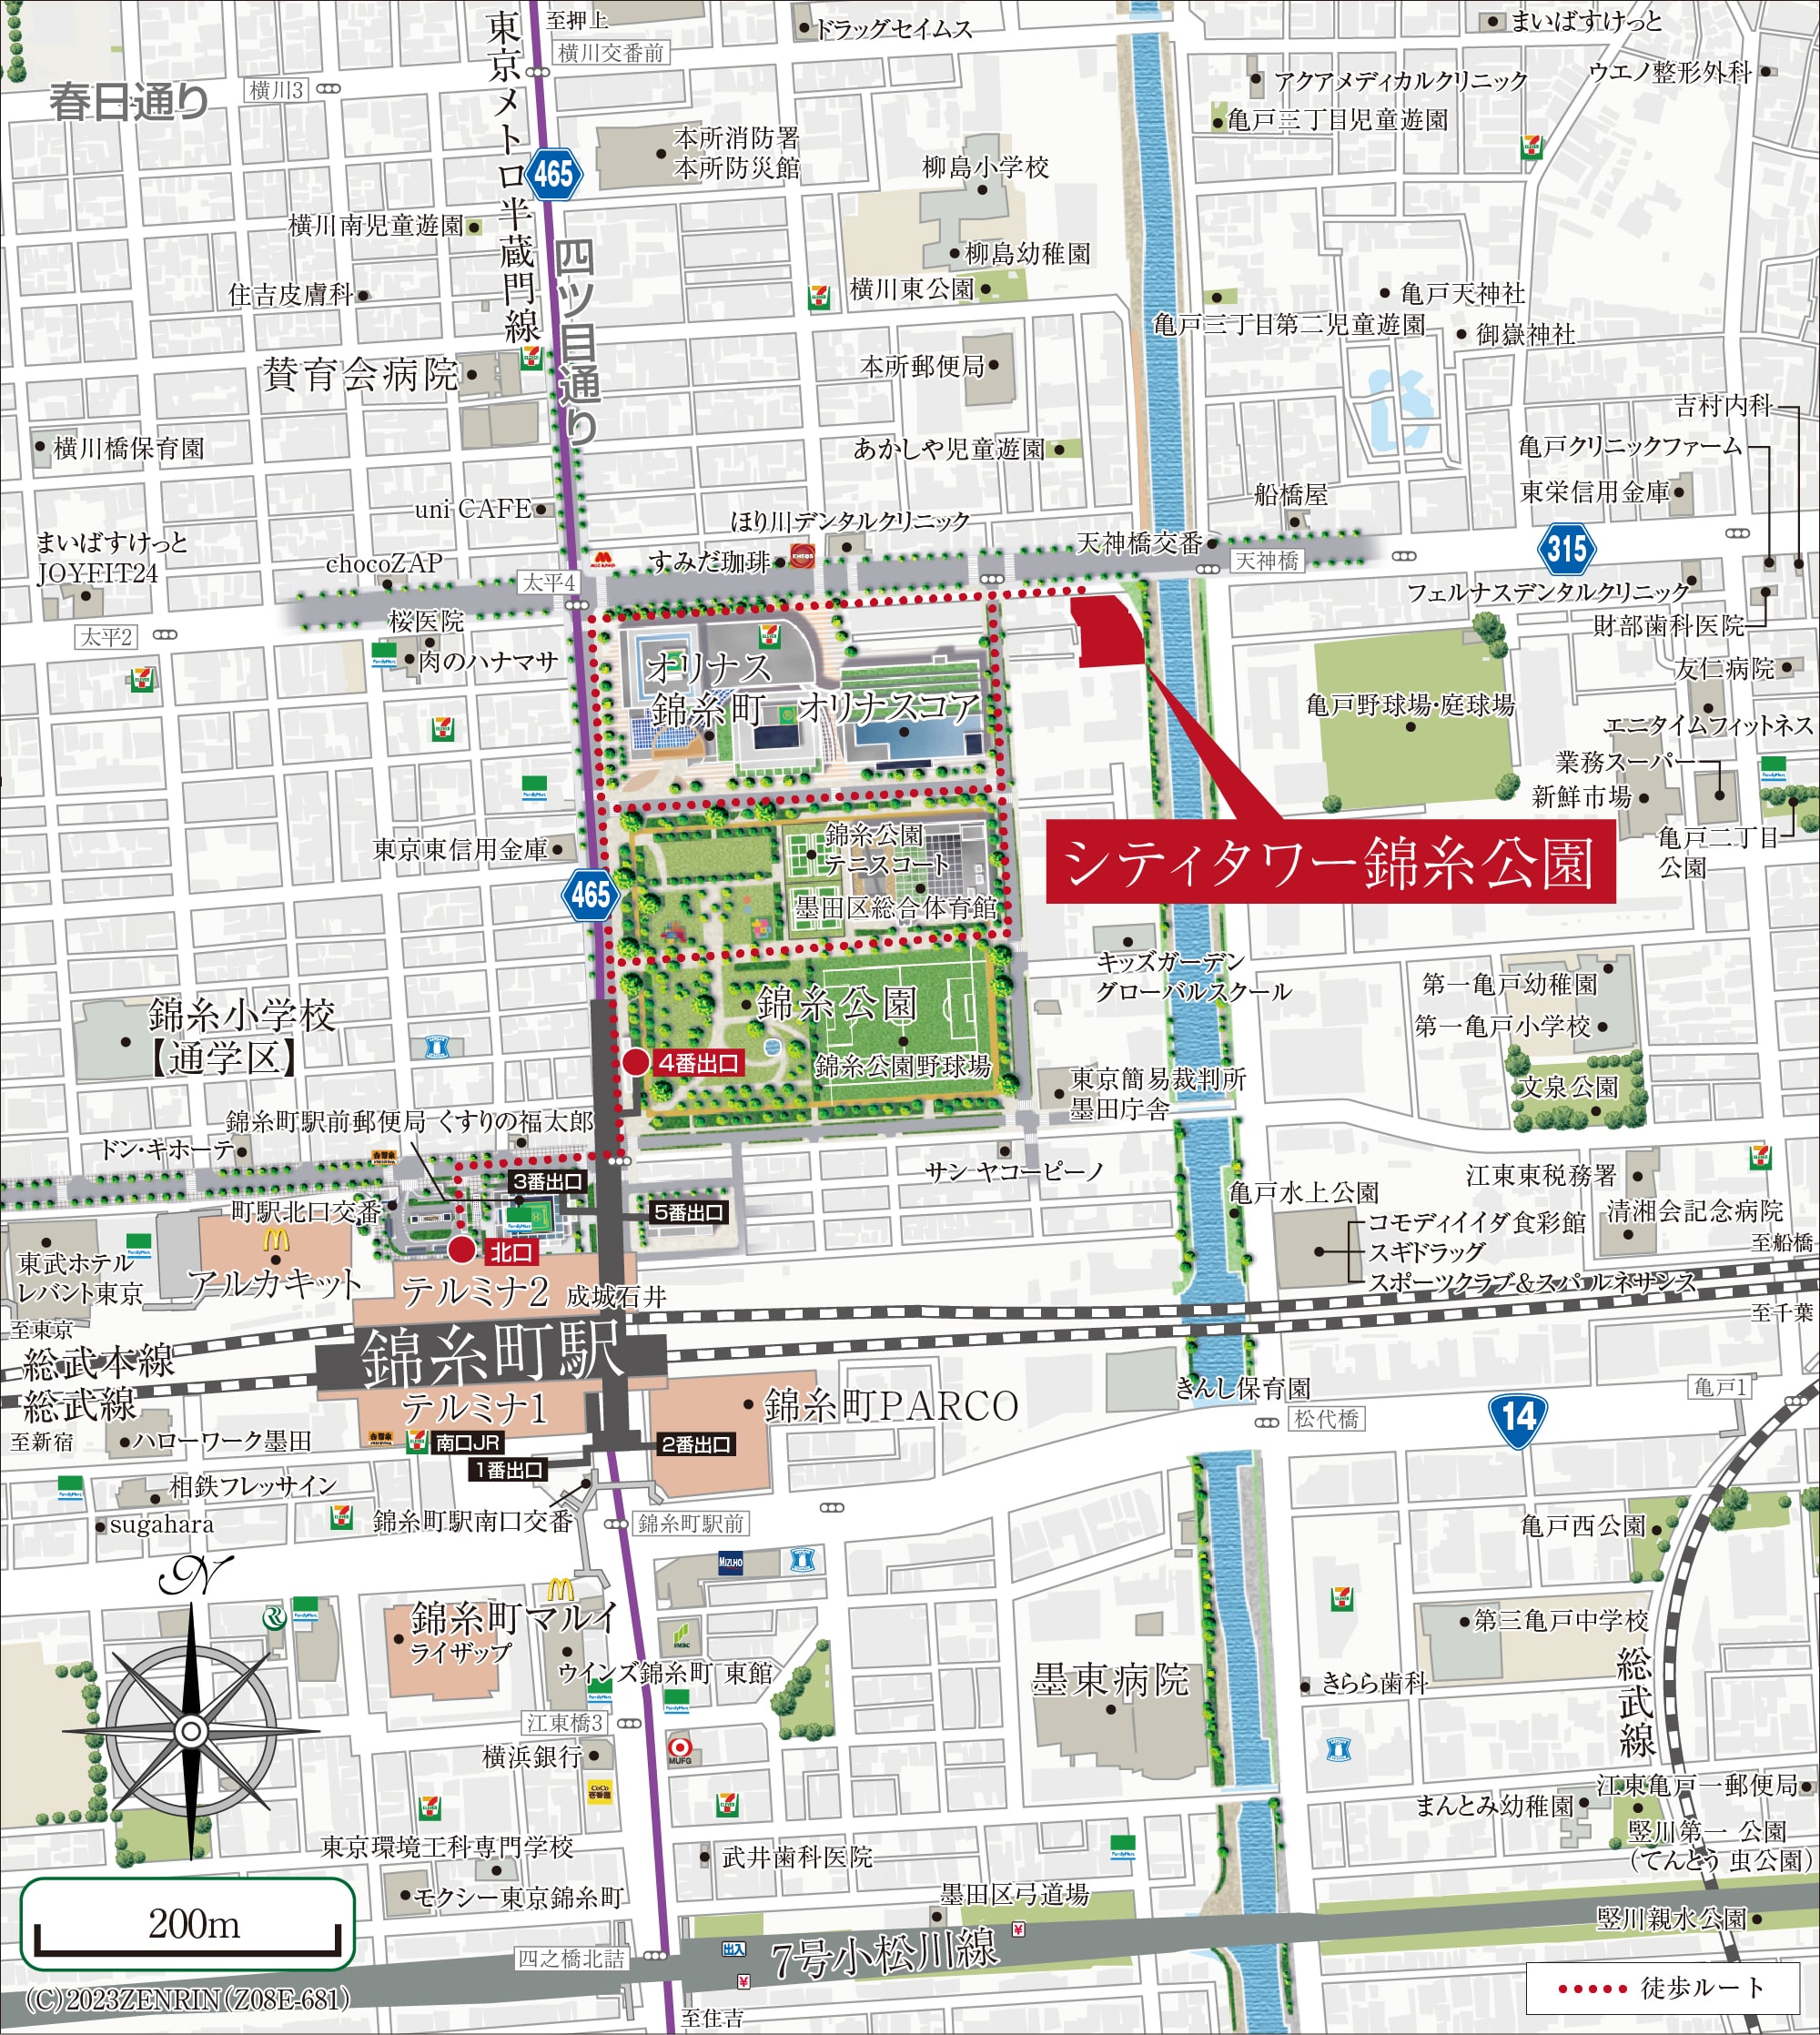 至押上
東京メトロ半蔵門線
横川交番前
ドラッグセイムス
まいばすけっと
アクアメディカルクリニック
ウエノ整形外科
春日通り
横川3
亀戸三丁目児童遊園
465
本所消防署
本所防災館
柳島小学校
横川南児童遊園
四ツ目通り
柳島幼稚園
住吉皮膚科
横川東公園
亀戸天神社
亀戸三丁目第二児童遊園
御嶽神社
賛育会病院
本所郵便局
吉村内科
横川橋保育園
あかしや児童遊園
亀戸クリニックファーム
東栄信用金庫
uni CAFE
船橋屋
ほり川デンタルクリニック
まいばすけっと
JOYFIT24
chocoZAP
すみだ珈琲
ENEOS
天神橋交番
天神橋
315
太平4
フェルナスデンタルクリニック
太平2
桜医院
財部歯科医院
肉のハナマサ
オリナス
錦糸町
オリナスコア
友仁病院
亀戸野球場・庭球場
エニタイムフィットネス
業務スーパー
新鮮市場
亀戸二丁目
公園
東京東信用金庫
錦糸公園
テニスコート
シティタワー錦糸公園
465
墨田区総合体育館
キッズガーデン
グローバルスクール
第一亀戸幼稚園
第一亀戸小学校
錦糸小学校
【通学区】
錦糸公園
4番出口
錦糸公園野球場
東京簡易裁判所
墨田庁舎
文泉公園
錦糸町駅前郵便局
くすりの福太郎
ドン・キホーテ
サン ヤコーピーノ
江東東税務署
3番出口
5番出口
町駅北口交番
亀戸水上公園
コモディイイダ食彩館
スギドラッグ
スポーツクラブ&スパ ルネサンス
清湘会記念病院
至船橋
北口
東武ホテル
レバント東京
アルカキット
テルミナ2
成城石井
至千葉
至東京
総武本線
錦糸町駅
総武線
至新宿
テルミナ1
錦糸町PARCO
きんし保育園
亀戸1
松代橋
14
ハローワーク墨田
南口JR
1番出口
2番出口
相鉄フレッサイン
sugahara
錦糸町駅南口交番
錦糸町駅前
亀戸西公園
MIZUHO
N
錦糸町マルイ
ライザップ
SMBC
第三亀戸中学校
ウインズ錦糸町 東館
墨東病院
きらら歯科
総武線
江東橋3
横浜銀行
MUFG
江東亀戸一郵便局
まんとみ幼稚園
東京環境工科専門学校
武井歯科医院
竪川第一 公園
（てんとう 虫公園）
モクシー東京錦糸町
墨田区弓道場
200m
竪川親水公園
四之橋北詰
出入
7号小松川線
¥
¥
(C)2023ZENRIN（Z08E-681）
徒歩ルート
至住吉